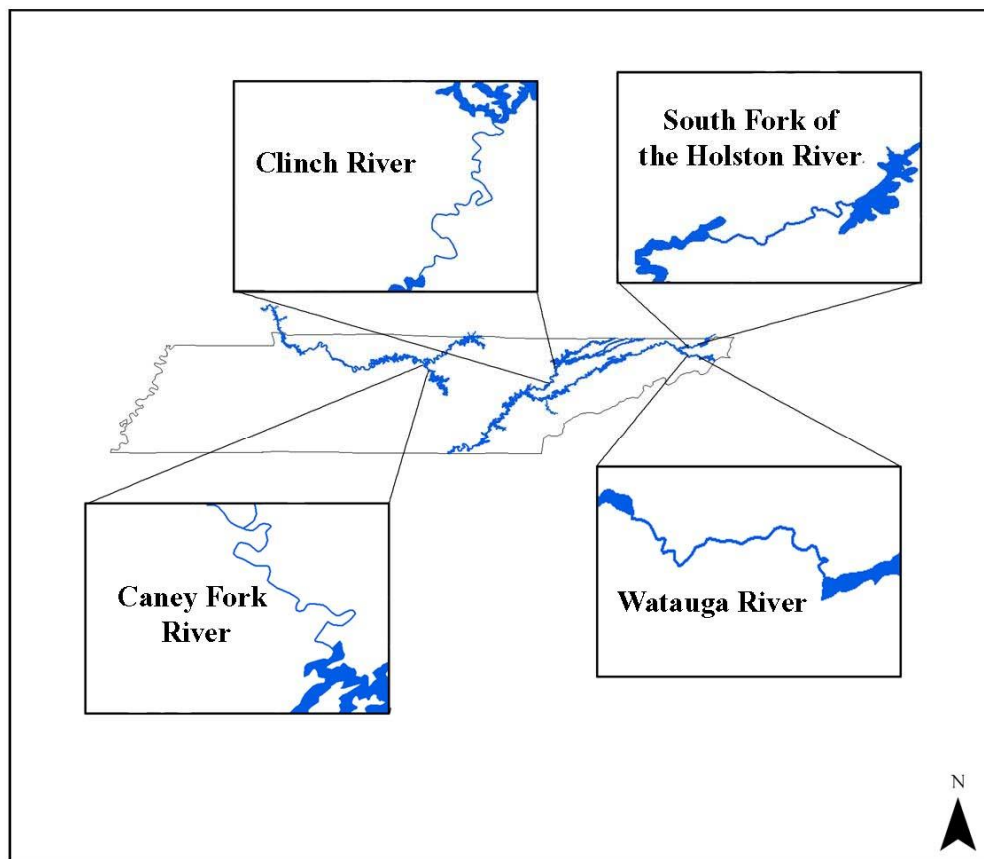 Clinch River
South Fork of
the Holston River
Caney Fork
River
Watauga River
N